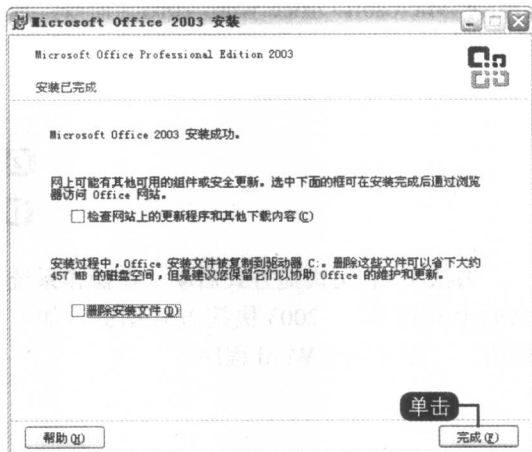 Microsoft Office 2003 安装
Microsoft Office Professional Edition 2003
安装已完成
Microsoft Office 2003 安装成功。
网上可能有其他可用的组件或安全更新。选中下面的框可在安装完成后通过浏览
器访问 Office 网站。
检查网站上的更新程序和其他下载内容(C)
安装过程中，Office 安装文件被复制到驱动器 C:。删除这些文件可以省下大约
457 MB 的磁盘空间，但是建议您保留它们以协助 Office 的维护和更新。
删除安装文件(D)
单击
帮助(H)
完成(F)